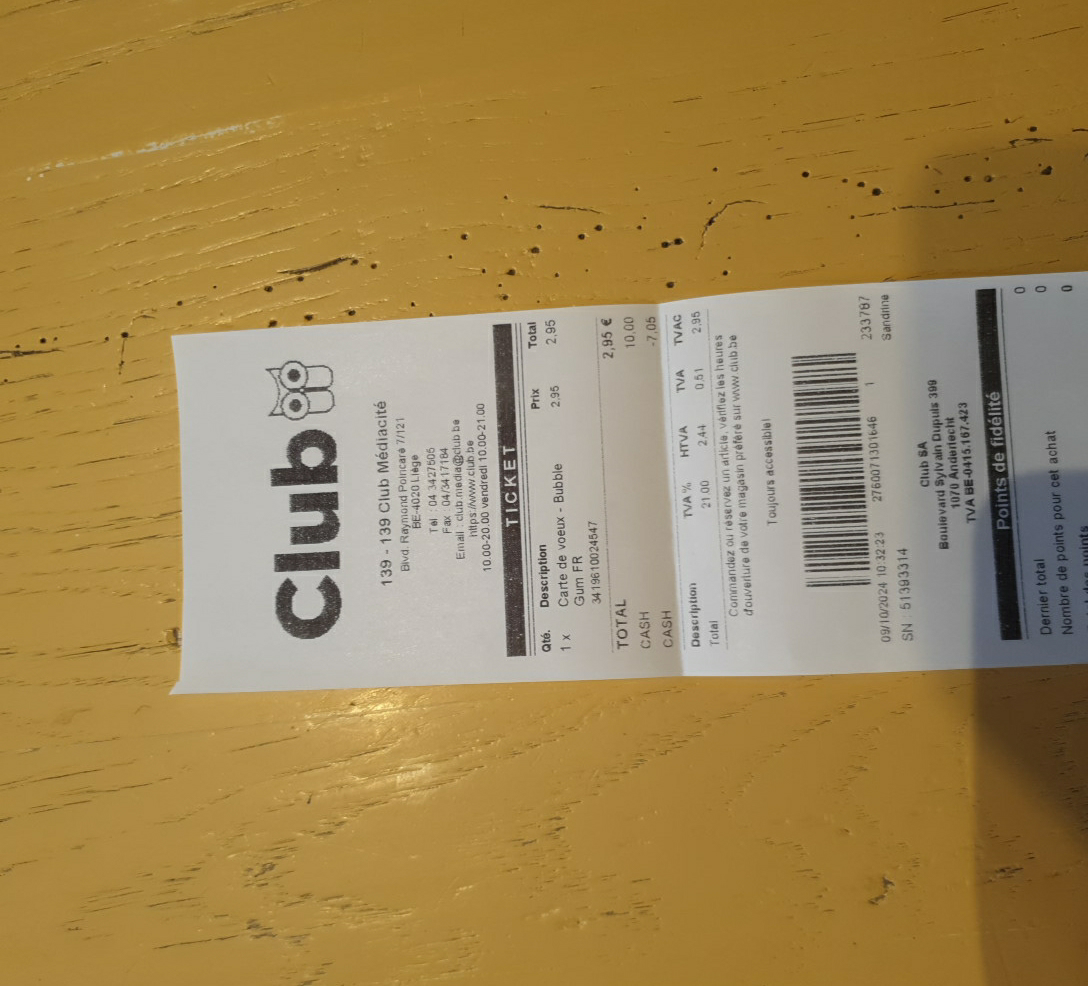 Club
139 - 139 Club Médiacité
Blvd. Raymond Poincaré 7/121
BE-4020 Liège
Tél : 04 3427605
Fax : 04/3417184
Email : club.media@club.be
https://www.club.be
10.00-20.00 vendredi 10.00-21.00
TICKET
Qté. Description Prix Total
1 x Carte de voeux - Bubble 2,95 2,95
Gum FR
3419610024547
TOTAL 2,95 €
CASH 10,00
CASH -7,05
Description TVA% HTVA TVA TVAC
Total 21.00 2,44 0,51 2,95
Commandez ou réservez un article, vérifiez les heures
d'ouverture de votre magasin préféré sur www.club.be
Toujours accessible!
09/10/2024 10:32:23 2760071301646 1 233787
SN 51393314 Sandrine
Club SA
Boulevard Sylvain Dupuis 399
1070 Anderlecht
TVA BE-0415.167.423
Points de fidélité
Dernier total 0
Nombre de points pour cet achat 0
des points 0